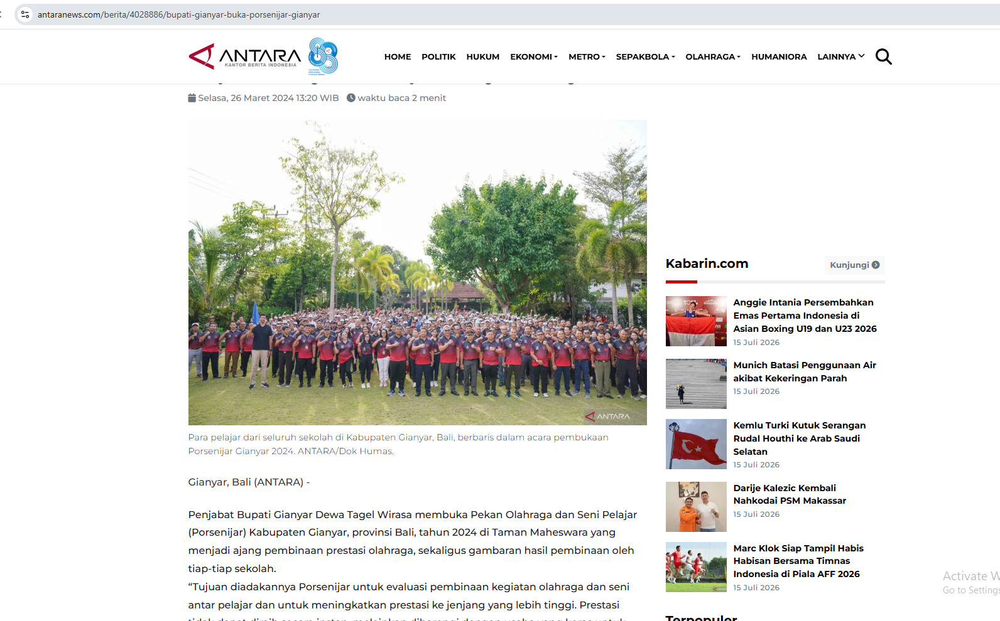 antaranews.com/berita/4028886/bupati-gianyar-buka-porsenijar-gianyar
ANTARA
KANTOR BERITA INDONESIA
HOME POLITIK HUKUM EKONOMI METRO SEPAKBOLA OLAHRAGA HUMANIORA LAINNYA
Selasa, 26 Maret 2024 13:20 WIB waktu baca 2 menit
ANTARA
Para pelajar dari seluruh sekolah di Kabupaten Gianyar, Bali, berbaris dalam acara pembukaan
Porsenijar Gianyar 2024. ANTARA/Dok Humas.
Gianyar, Bali (ANTARA) -
Penjabat Bupati Gianyar Dewa Tagel Wirasa membuka Pekan Olahraga dan Seni Pelajar
(Porsenijar) Kabupaten Gianyar, provinsi Bali, tahun 2024 di Taman Maheswara yang
menjadi ajang pembinaan prestasi olahraga, sekaligus gambaran hasil pembinaan oleh
tiap-tiap sekolah.
“Tujuan diadakannya Porsenijar untuk evaluasi pembinaan kegiatan olahraga dan seni
antar pelajar dan untuk meningkatkan prestasi ke jenjang yang lebih tinggi. Prestasi
Kabarin.com
Kunjungi
Anggie Intania Persembahkan
Emas Pertama Indonesia di
Asian Boxing U19 dan U23 2026
15 Juli 2026
Munich Batasi Penggunaan Air
akibat Kekeringan Parah
15 Juli 2026
Kemlu Turki Kutuk Serangan
Rudal Houthi ke Arab Saudi
Selatan
15 Juli 2026
Darije Kalezic Kembali
Nahkodai PSM Makassar
15 Juli 2026
Marc Klok Siap Tampil Habis
Habisan Bersama Timnas
Indonesia di Piala AFF 2026
15 Juli 2026
Terpopuler
Activate W
Go to Settings